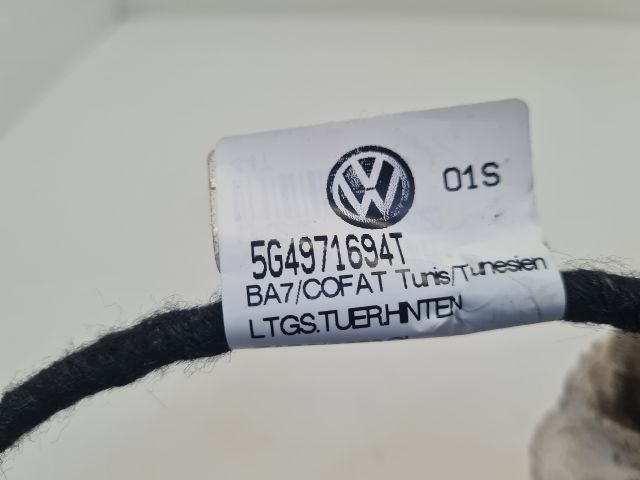 01S
5G4971694T
BA7/COFAT Tunis/Tunesien
LTGS.TUER.HINTEN